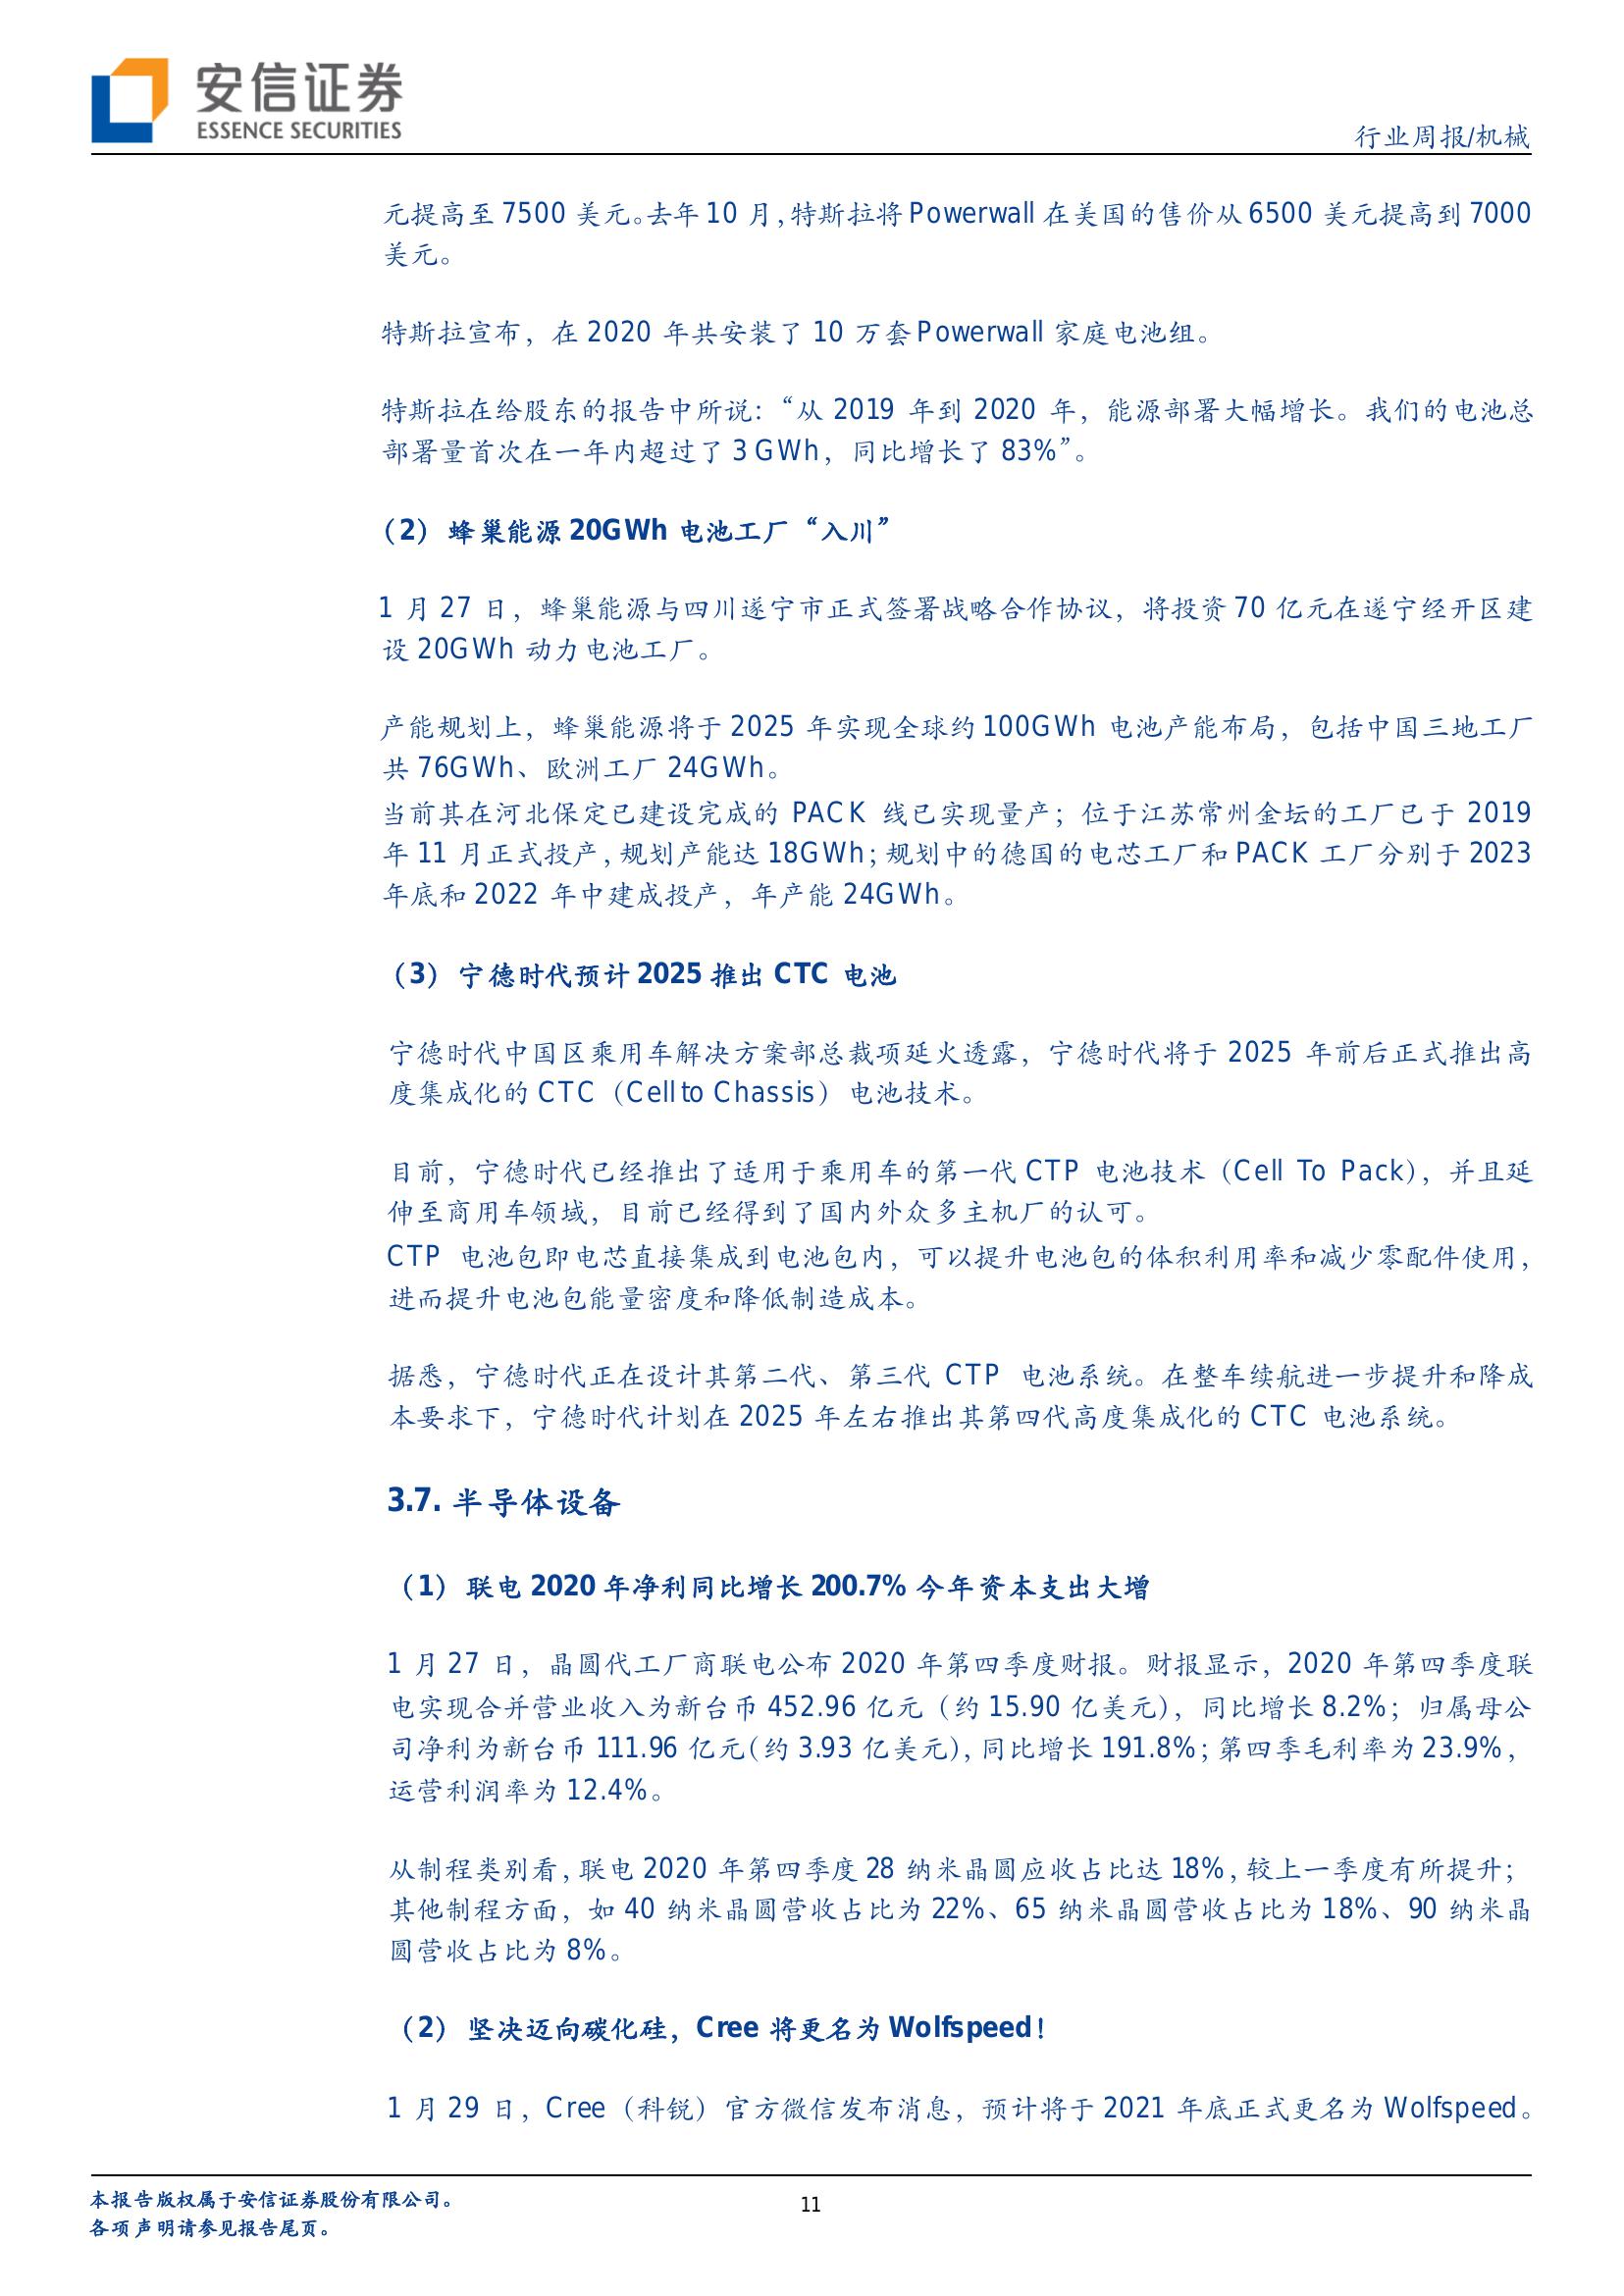 安信证券
ESSENCE SECURITIES
行业周报/机械
元提高至 7500 美元。去年 10 月，特斯拉将 Powerwall 在美国的售价从 6500 美元提高到 7000
美元。
特斯拉宣布，在 2020 年共安装了 10 万套 Powerwall 家庭电池组。
特斯拉在给股东的报告中所说：“从 2019 年到 2020 年，能源部署大幅增长。我们的电池总
部署量首次在一年内超过了 3 GWh，同比增长了 83%”。
（2）蜂巢能源 20GWh 电池工厂“入川”
1 月 27 日，蜂巢能源与四川遂宁市正式签署战略合作协议，将投资 70 亿元在遂宁经开区建
设 20GWh 动力电池工厂。
产能规划上，蜂巢能源将于 2025 年实现全球约 100GWh 电池产能布局，包括中国三地工厂
共 76GWh、欧洲工厂 24GWh。
当前其在河北保定已建设完成的 PACK 线已实现量产；位于江苏常州金坛的工厂已于 2019
年 11 月正式投产，规划产能达 18GWh；规划中的德国的电芯工厂和 PACK 工厂分别于 2023
年底和 2022 年中建成投产，年产能 24GWh。
（3）宁德时代预计 2025 推出 CTC 电池
宁德时代中国区乘用车解决方案部总裁项延火透露，宁德时代将于 2025 年前后正式推出高
度集成化的 CTC（Cell to Chassis）电池技术。
目前，宁德时代已经推出了适用于乘用车的第一代 CTP 电池技术（Cell To Pack），并且延
伸至商用车领域，目前已经得到了国内外众多主机厂的认可。
CTP 电池包即电芯直接集成到电池包内，可以提升电池包的体积利用率和减少零配件使用，
进而提升电池包能量密度和降低制造成本。
据悉，宁德时代正在设计其第二代、第三代 CTP 电池系统。在整车续航进一步提升和降成
本要求下，宁德时代计划在 2025 年左右推出其第四代高度集成化的 CTC 电池系统。
3.7. 半导体设备
（1）联电 2020 年净利同比增长 200.7% 今年资本支出大增
1 月 27 日，晶圆代工厂商联电公布 2020 年第四季度财报。财报显示，2020 年第四季度联
电实现合并营业收入为新台币 452.96 亿元（约 15.90 亿美元），同比增长 8.2%；归属母公
司净利为新台币 111.96 亿元（约 3.93 亿美元），同比增长 191.8%；第四季毛利率为 23.9%，
运营利润率为 12.4%。
从制程类别看，联电 2020 年第四季度 28 纳米晶圆应收占比达 18%，较上一季度有所提升；
其他制程方面，如 40 纳米晶圆营收占比为 22%、65 纳米晶圆营收占比为 18%、90 纳米晶
圆营收占比为 8%。
（2）坚决迈向碳化硅，Cree 将更名为 Wolfspeed！
1 月 29 日，Cree（科锐）官方微信发布消息，预计将于 2021 年底正式更名为 Wolfspeed。
本报告版权属于安信证券股份有限公司。
各项声明请参见报告尾页。
11